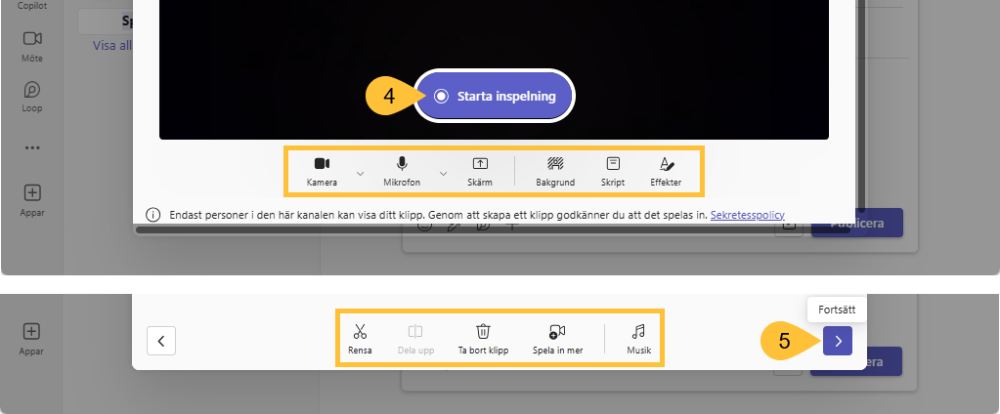 Copilot
Sp
Visa all
Möte
Loop
Appar
4
Starta inspelning
Kamera
Mikrofon
Skärm
Bakgrund
Skript
Effekter
Endast personer i den här kanalen kan visa ditt klipp. Genom att skapa ett klipp godkänner du att det spelas in. Sekretesspolicy
Publicera
Appar
Rensa
Dela upp
Ta bort klipp
Spela in mer
Musik
Fortsätt
5
era